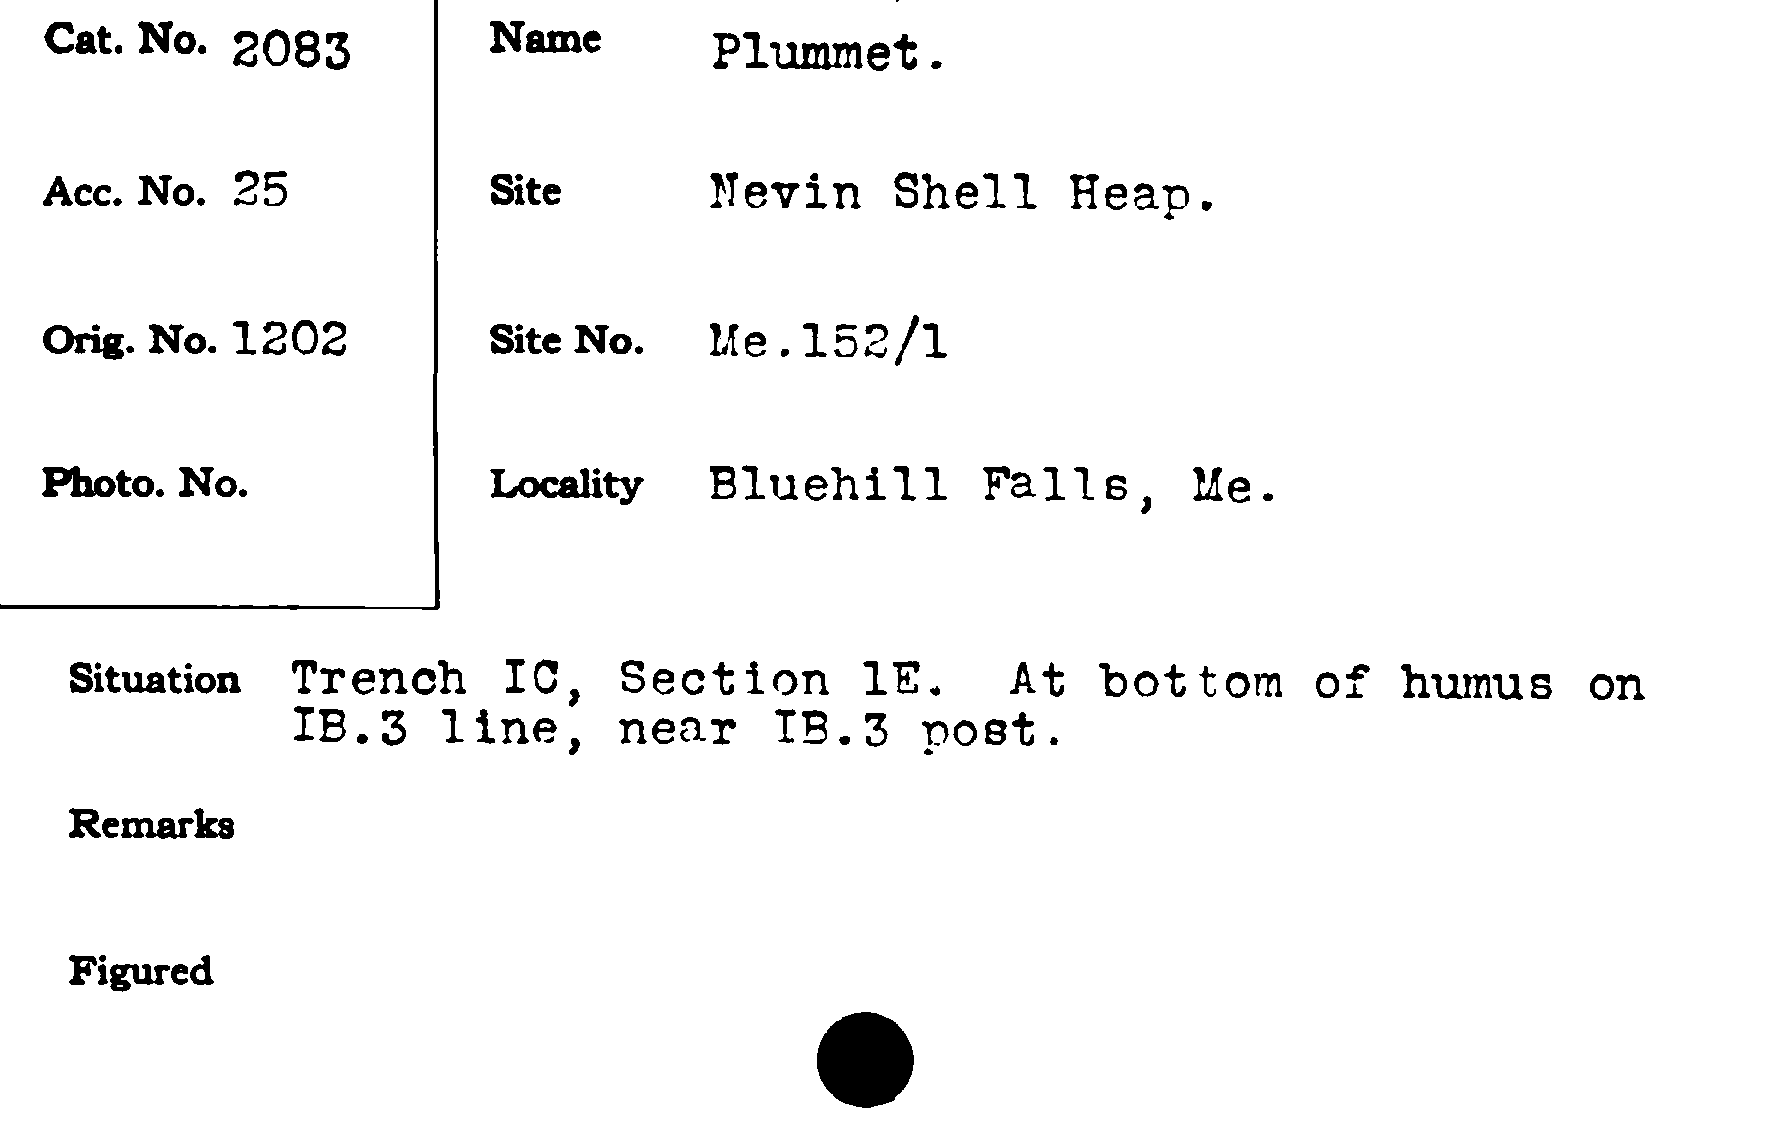 Cat. No. 2083
Name Plummet.
Acc. No. 25
Site Nevin Shell Heap.
Orig. No. 1202
Site No. Me.152/1
Photo. No.
Locality Bluehill Falls, Me.
Situation Trench IC, Section 1E. At bottom of humus on
IB.3 line, near IB.3 post.
Remarks
Figured